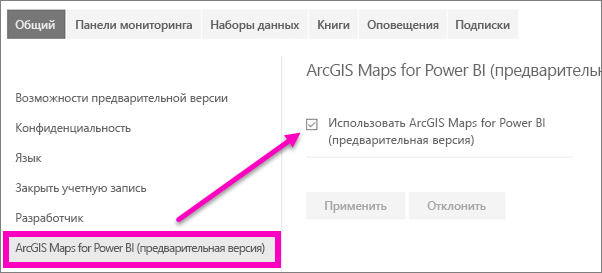 Общий Панели мониторинга Наборы данных Книги Оповещения Подписки
Возможности предварительной версии
Конфиденциальность
Язык
Закрыть учетную запись
Разработчик
ArcGIS Maps for Power BI (предварительная версия)
ArcGIS Maps for Power BI (предварительн
Использовать ArcGIS Maps for Power BI
(предварительная версия)
Применить Отклонить